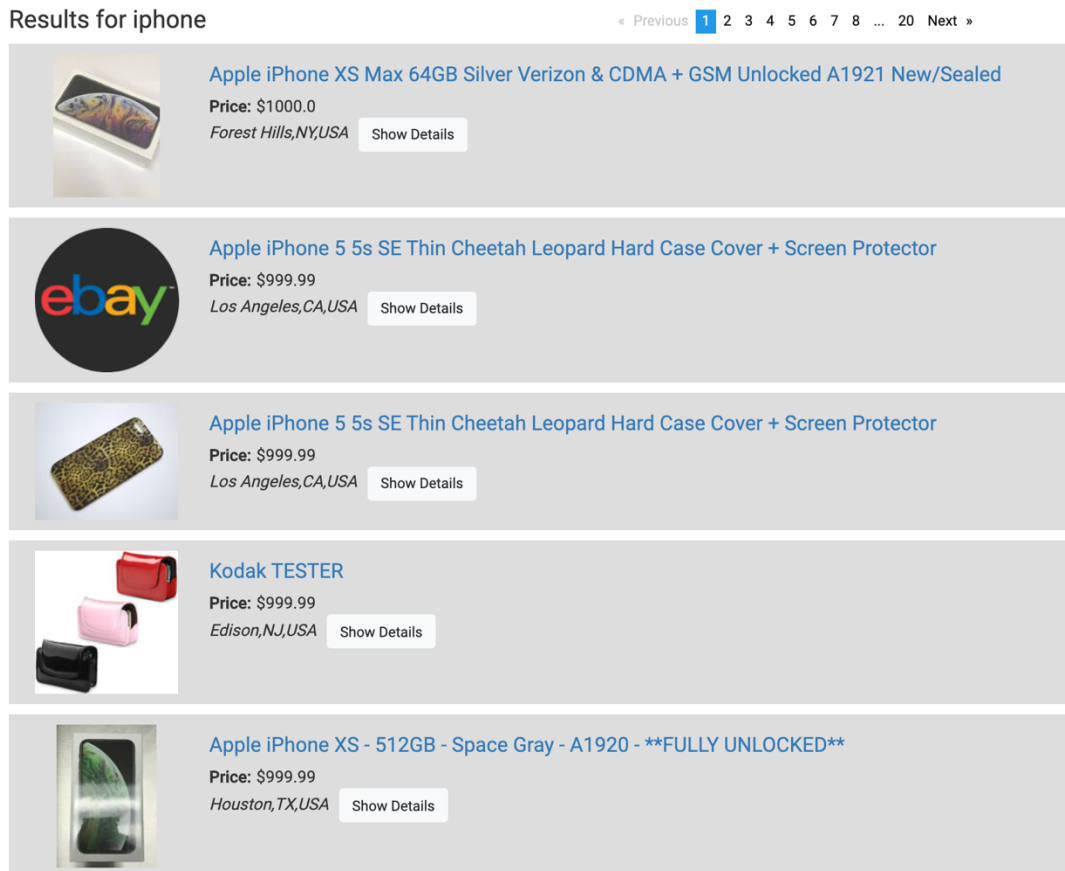 Results for iphone
« Previous 1 2 3 4 5 6 7 8 ... 20 Next »
Apple iPhone XS Max 64GB Silver Verizon & CDMA + GSM Unlocked A1921 New/Sealed
Price: $1000.0
Forest Hills,NY,USA Show Details
ebay™
Apple iPhone 5 5s SE Thin Cheetah Leopard Hard Case Cover + Screen Protector
Price: $999.99
Los Angeles,CA,USA Show Details
Apple iPhone 5 5s SE Thin Cheetah Leopard Hard Case Cover + Screen Protector
Price: $999.99
Los Angeles,CA,USA Show Details
Kodak TESTER
Price: $999.99
Edison,NJ,USA Show Details
Apple iPhone XS - 512GB - Space Gray - A1920 - **FULLY UNLOCKED**
Price: $999.99
Houston,TX,USA Show Details